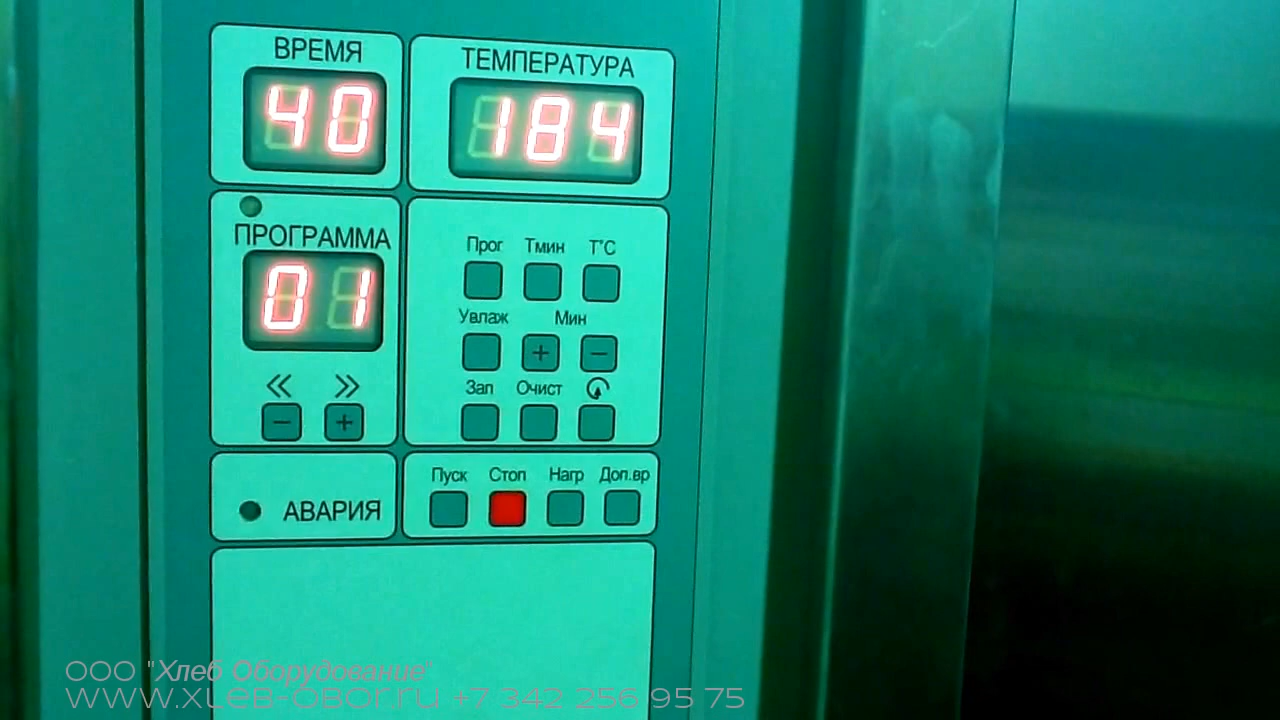 ВРЕМЯ
40
ТЕМПЕРАТУРА
184
ПРОГРАММА
01
« »
− +
Прог Тмин Т°С
Увлаж Мин
+ −
Зап Очист
АВАРИЯ
Пуск Стоп Нагр Доп.вр
ООО "Хлеб Оборудование"
www.xleb-obor.ru +7 342 256 95 75